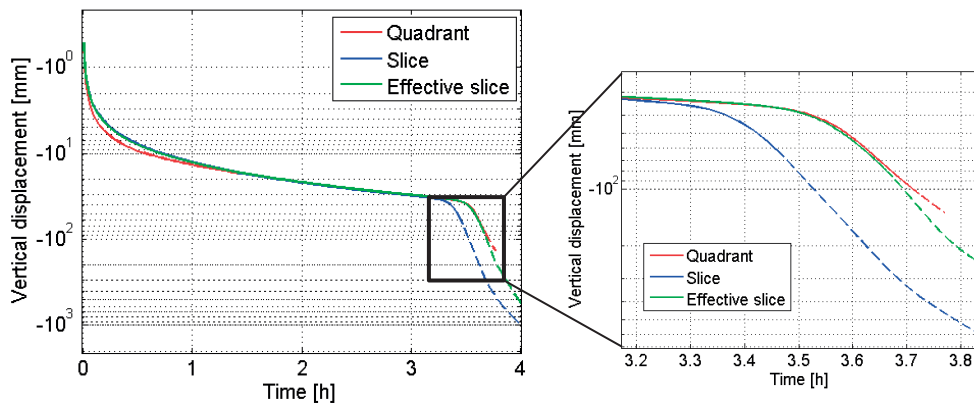 Vertical displacement [mm]
-10^0
-10^1
-10^2
-10^3
0
1
2
3
4
Time [h]
Quadrant
Slice
Effective slice
Vertical displacement [mm]
-10^2
3.2
3.3
3.4
3.5
3.6
3.7
3.8
Time [h]
Quadrant
Slice
Effective slice